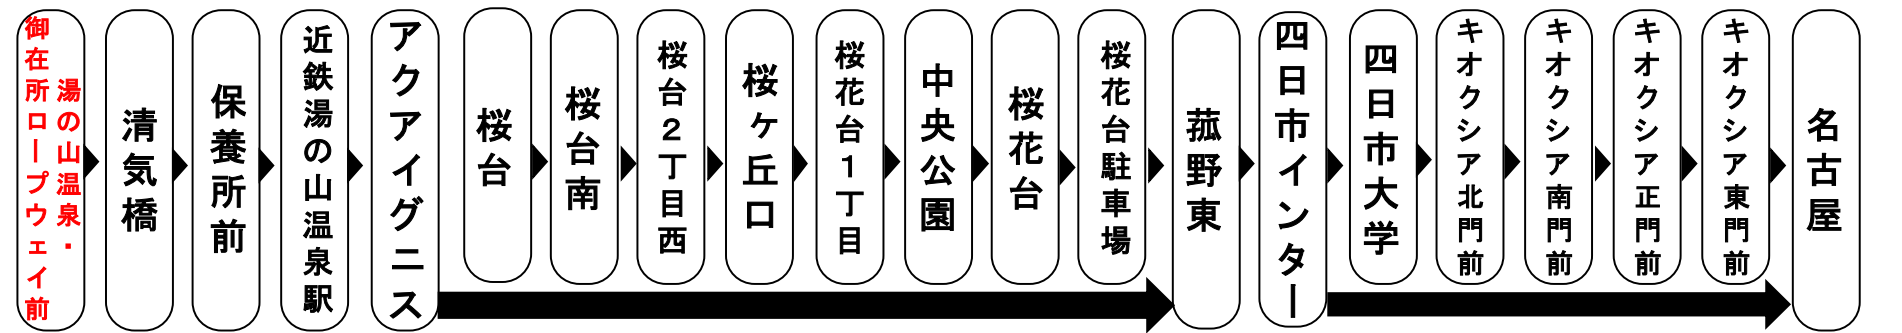 湯の山温泉・
御在所ロープウェイ前
清気橋
保養所前
近鉄湯の山温泉駅
アクアイグニス
桜台
桜台南
桜台２丁目西
桜ヶ丘口
桜花台１丁目
中央公園
桜花台
桜花台駐車場
菰野東
四日市インター
四日市大学
キオクシア北門前
キオクシア南門前
キオクシア正門前
キオクシア東門前
名古屋